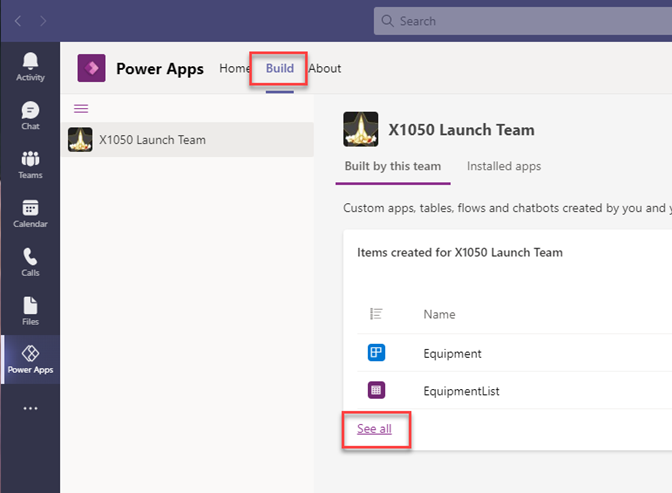 Search
Activity
Chat
Teams
Calendar
Calls
Files
Power Apps
Power Apps Home Build About
X1050 Launch Team
X1050 Launch Team
Built by this team Installed apps
Custom apps, tables, flows and chatbots created by you and
Items created for X1050 Launch Team
Name
Equipment
EquipmentList
See all